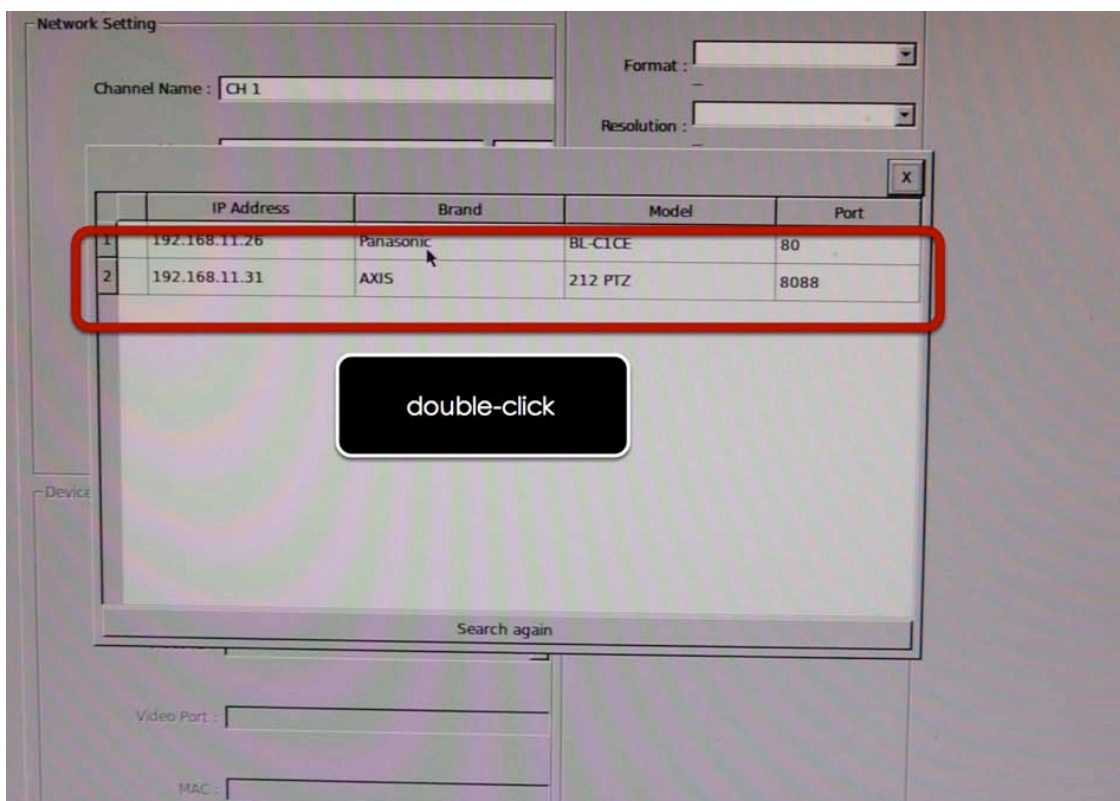 Network Setting
Format :
Channel Name : CH 1
Resolution :
X
IP Address Brand Model Port
1 192.168.11.26 Panasonic BL-C1CE 80
2 192.168.11.31 AXIS 212 PTZ 8088
double-click
Device
Search again
Video Port :
MAC :